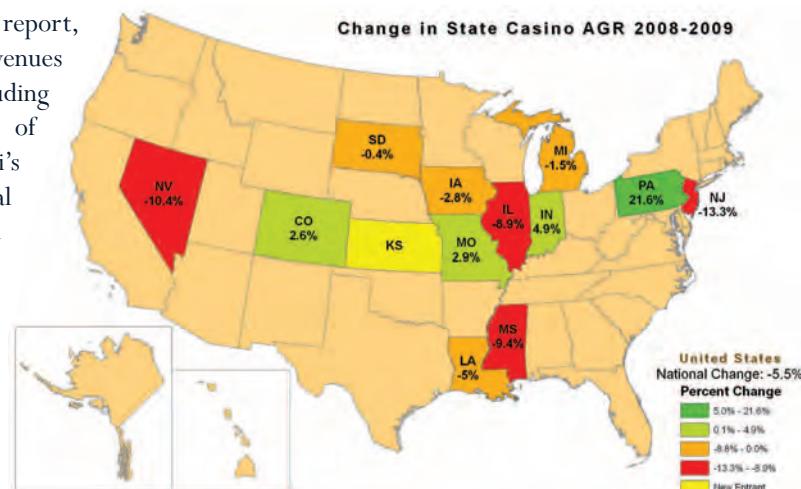 report,
venues
uding
of
i's
al
Change in State Casino AGR 2008-2009
SD
-0.4%
MI
-1.5%
NV
-10.4%
IA
-2.8%
PA
21.6%
NJ
-13.3%
IL
-8.9%
IN
4.9%
CO
2.6%
KS
MO
2.9%
MS
-9.4%
LA
-5%
United States
National Change: -5.5%
Percent Change
5.0% - 21.6%
0.1% - 4.9%
-8.8% - 0.0%
-13.3% - -8.9%
New Entrant